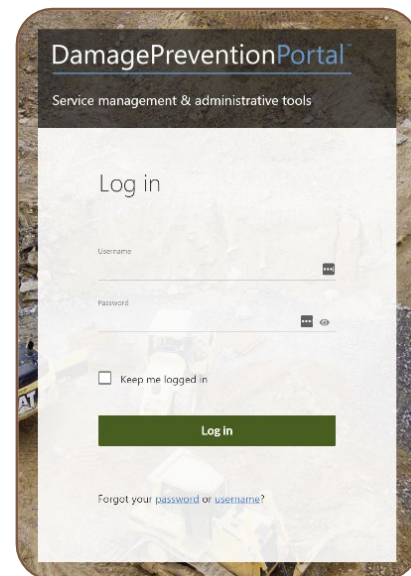 DamagePreventionPortal™
Service management & administrative tools
Log in
Username
Password
Keep me logged in
Log in
Forgot your password or username?